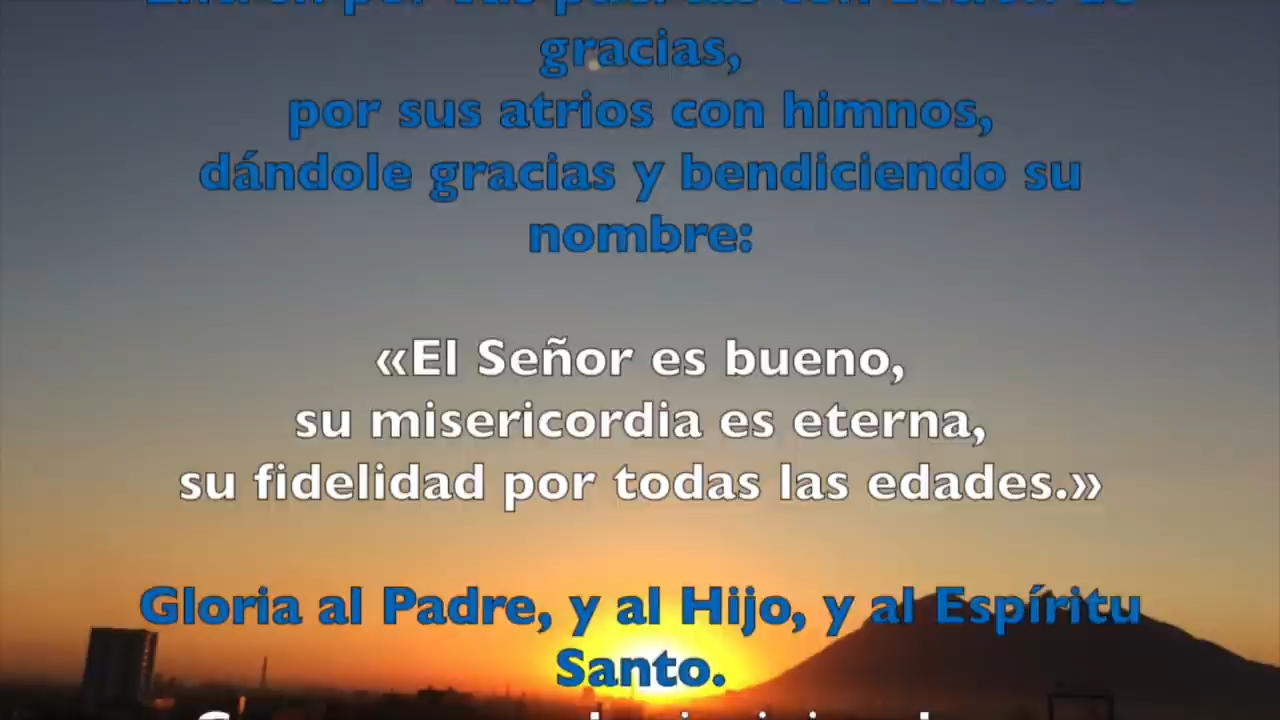 gracias,
por sus atrios con himnos,
dándole gracias y bendiciendo su
nombre:
«El Señor es bueno,
su misericordia es eterna,
su fidelidad por todas las edades.»
Gloria al Padre, y al Hijo, y al Espíritu
Santo.